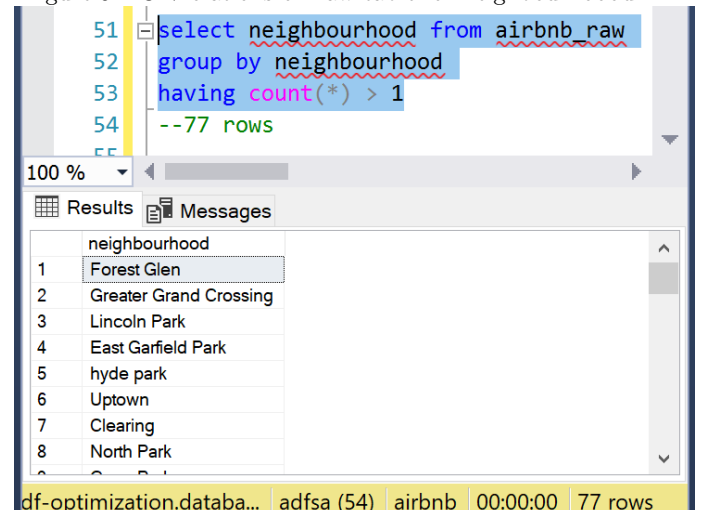 51 select neighbourhood from airbnb_raw
52 group by neighbourhood
53 having count(*) > 1
54 --77 rows
100 %
Results Messages
neighbourhood
1 Forest Glen
2 Greater Grand Crossing
3 Lincoln Park
4 East Garfield Park
5 hyde park
6 Uptown
7 Clearing
8 North Park
df-optimization.databa... adfsa (54) airbnb 00:00:00 77 rows